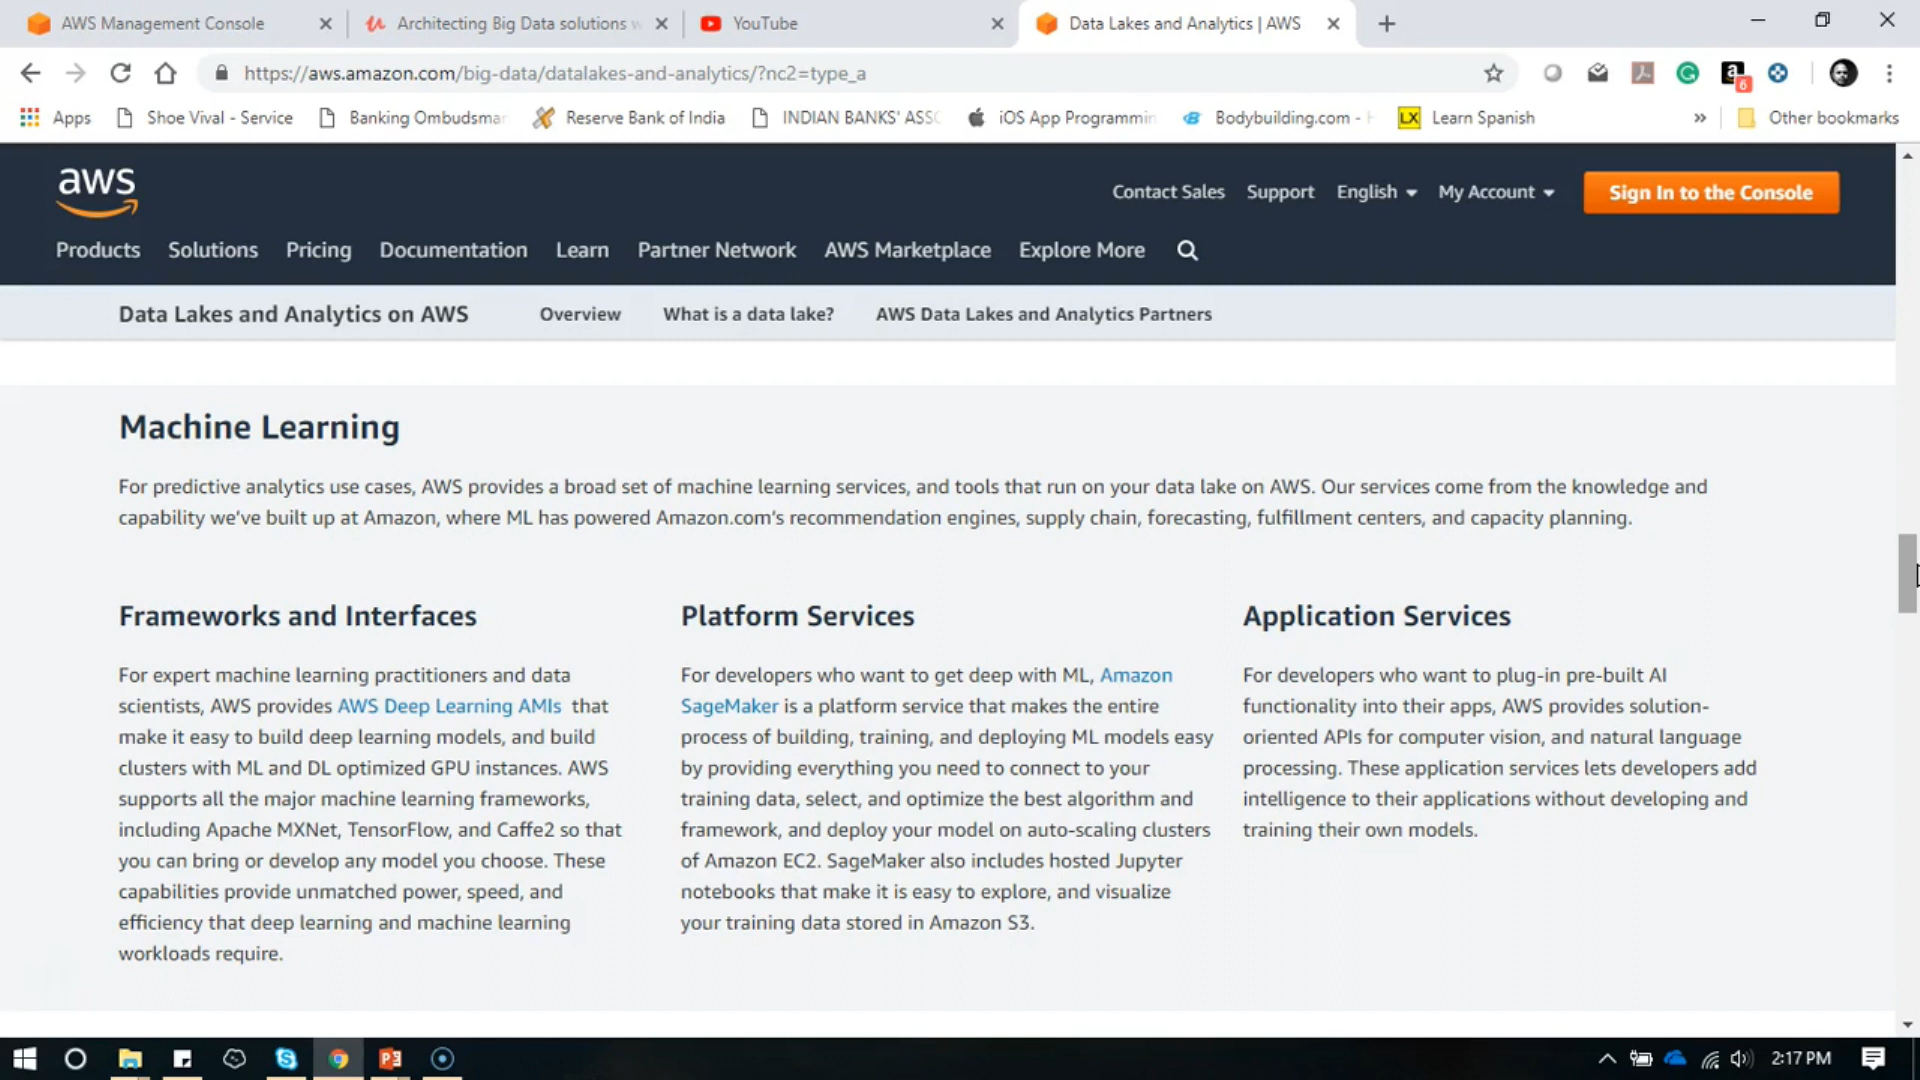 AWS Management Console
Architecting Big Data solutions w
YouTube
Data Lakes and Analytics | AWS
https://aws.amazon.com/big-data/datalakes-and-analytics/?nc2=type_a
6
Apps
Shoe Vival - Service
Banking Ombudsma
Reserve Bank of India
INDIAN BANKS' ASSC
iOS App Programmin
Bodybuilding.com -
LX Learn Spanish
Other bookmarks
aws
Contact Sales
Support
English
My Account
Sign In to the Console
Products
Solutions
Pricing
Documentation
Learn
Partner Network
AWS Marketplace
Explore More
Data Lakes and Analytics on AWS
Overview
What is a data lake?
AWS Data Lakes and Analytics Partners
Machine Learning
For predictive analytics use cases, AWS provides a broad set of machine learning services, and tools that run on your data lake on AWS. Our services come from the knowledge and
capability we've built up at Amazon, where ML has powered Amazon.com's recommendation engines, supply chain, forecasting, fulfillment centers, and capacity planning.
Frameworks and Interfaces
For expert machine learning practitioners and data
scientists, AWS provides AWS Deep Learning AMIs that
make it easy to build deep learning models, and build
clusters with ML and DL optimized GPU instances. AWS
supports all the major machine learning frameworks,
including Apache MXNet, TensorFlow, and Caffe2 so that
you can bring or develop any model you choose. These
capabilities provide unmatched power, speed, and
efficiency that deep learning and machine learning
workloads require.
Platform Services
For developers who want to get deep with ML, Amazon
SageMaker is a platform service that makes the entire
process of building, training, and deploying ML models easy
by providing everything you need to connect to your
training data, select, and optimize the best algorithm and
framework, and deploy your model on auto-scaling clusters
of Amazon EC2. SageMaker also includes hosted Jupyter
notebooks that make it is easy to explore, and visualize
your training data stored in Amazon S3.
Application Services
For developers who want to plug-in pre-built AI
functionality into their apps, AWS provides solution-
oriented APIs for computer vision, and natural language
processing. These application services lets developers add
intelligence to their applications without developing and
training their own models.
2:17 PM